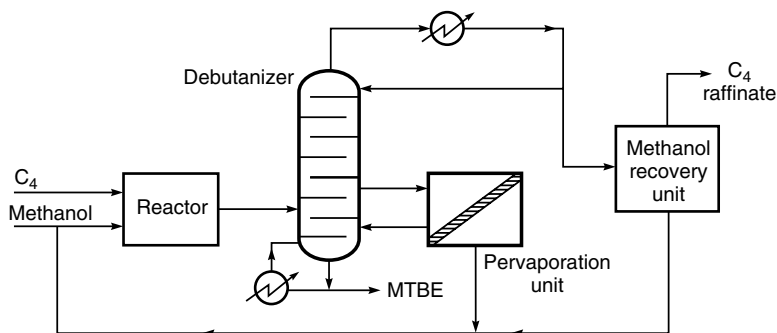 Debutanizer
C4
raffinate
Methanol
recovery
unit
C4
Methanol
Reactor
Pervaporation
unit
MTBE